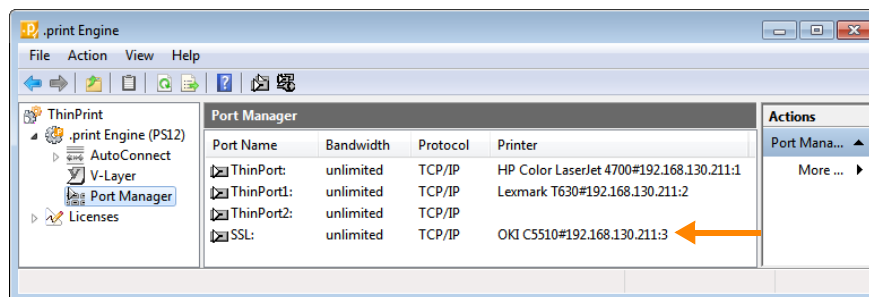 .print Engine
File Action View Help
ThinPrint
.print Engine (PS12)
AutoConnect
V-Layer
Port Manager
Licenses
Port Manager
Port Name Bandwidth Protocol Printer
ThinPort: unlimited TCP/IP HP Color LaserJet 4700#192.168.130.211:1
ThinPort1: unlimited TCP/IP Lexmark T630#192.168.130.211:2
ThinPort2: unlimited TCP/IP
SSL: unlimited TCP/IP OKI C5510#192.168.130.211:3
Actions
Port Mana...
More ...